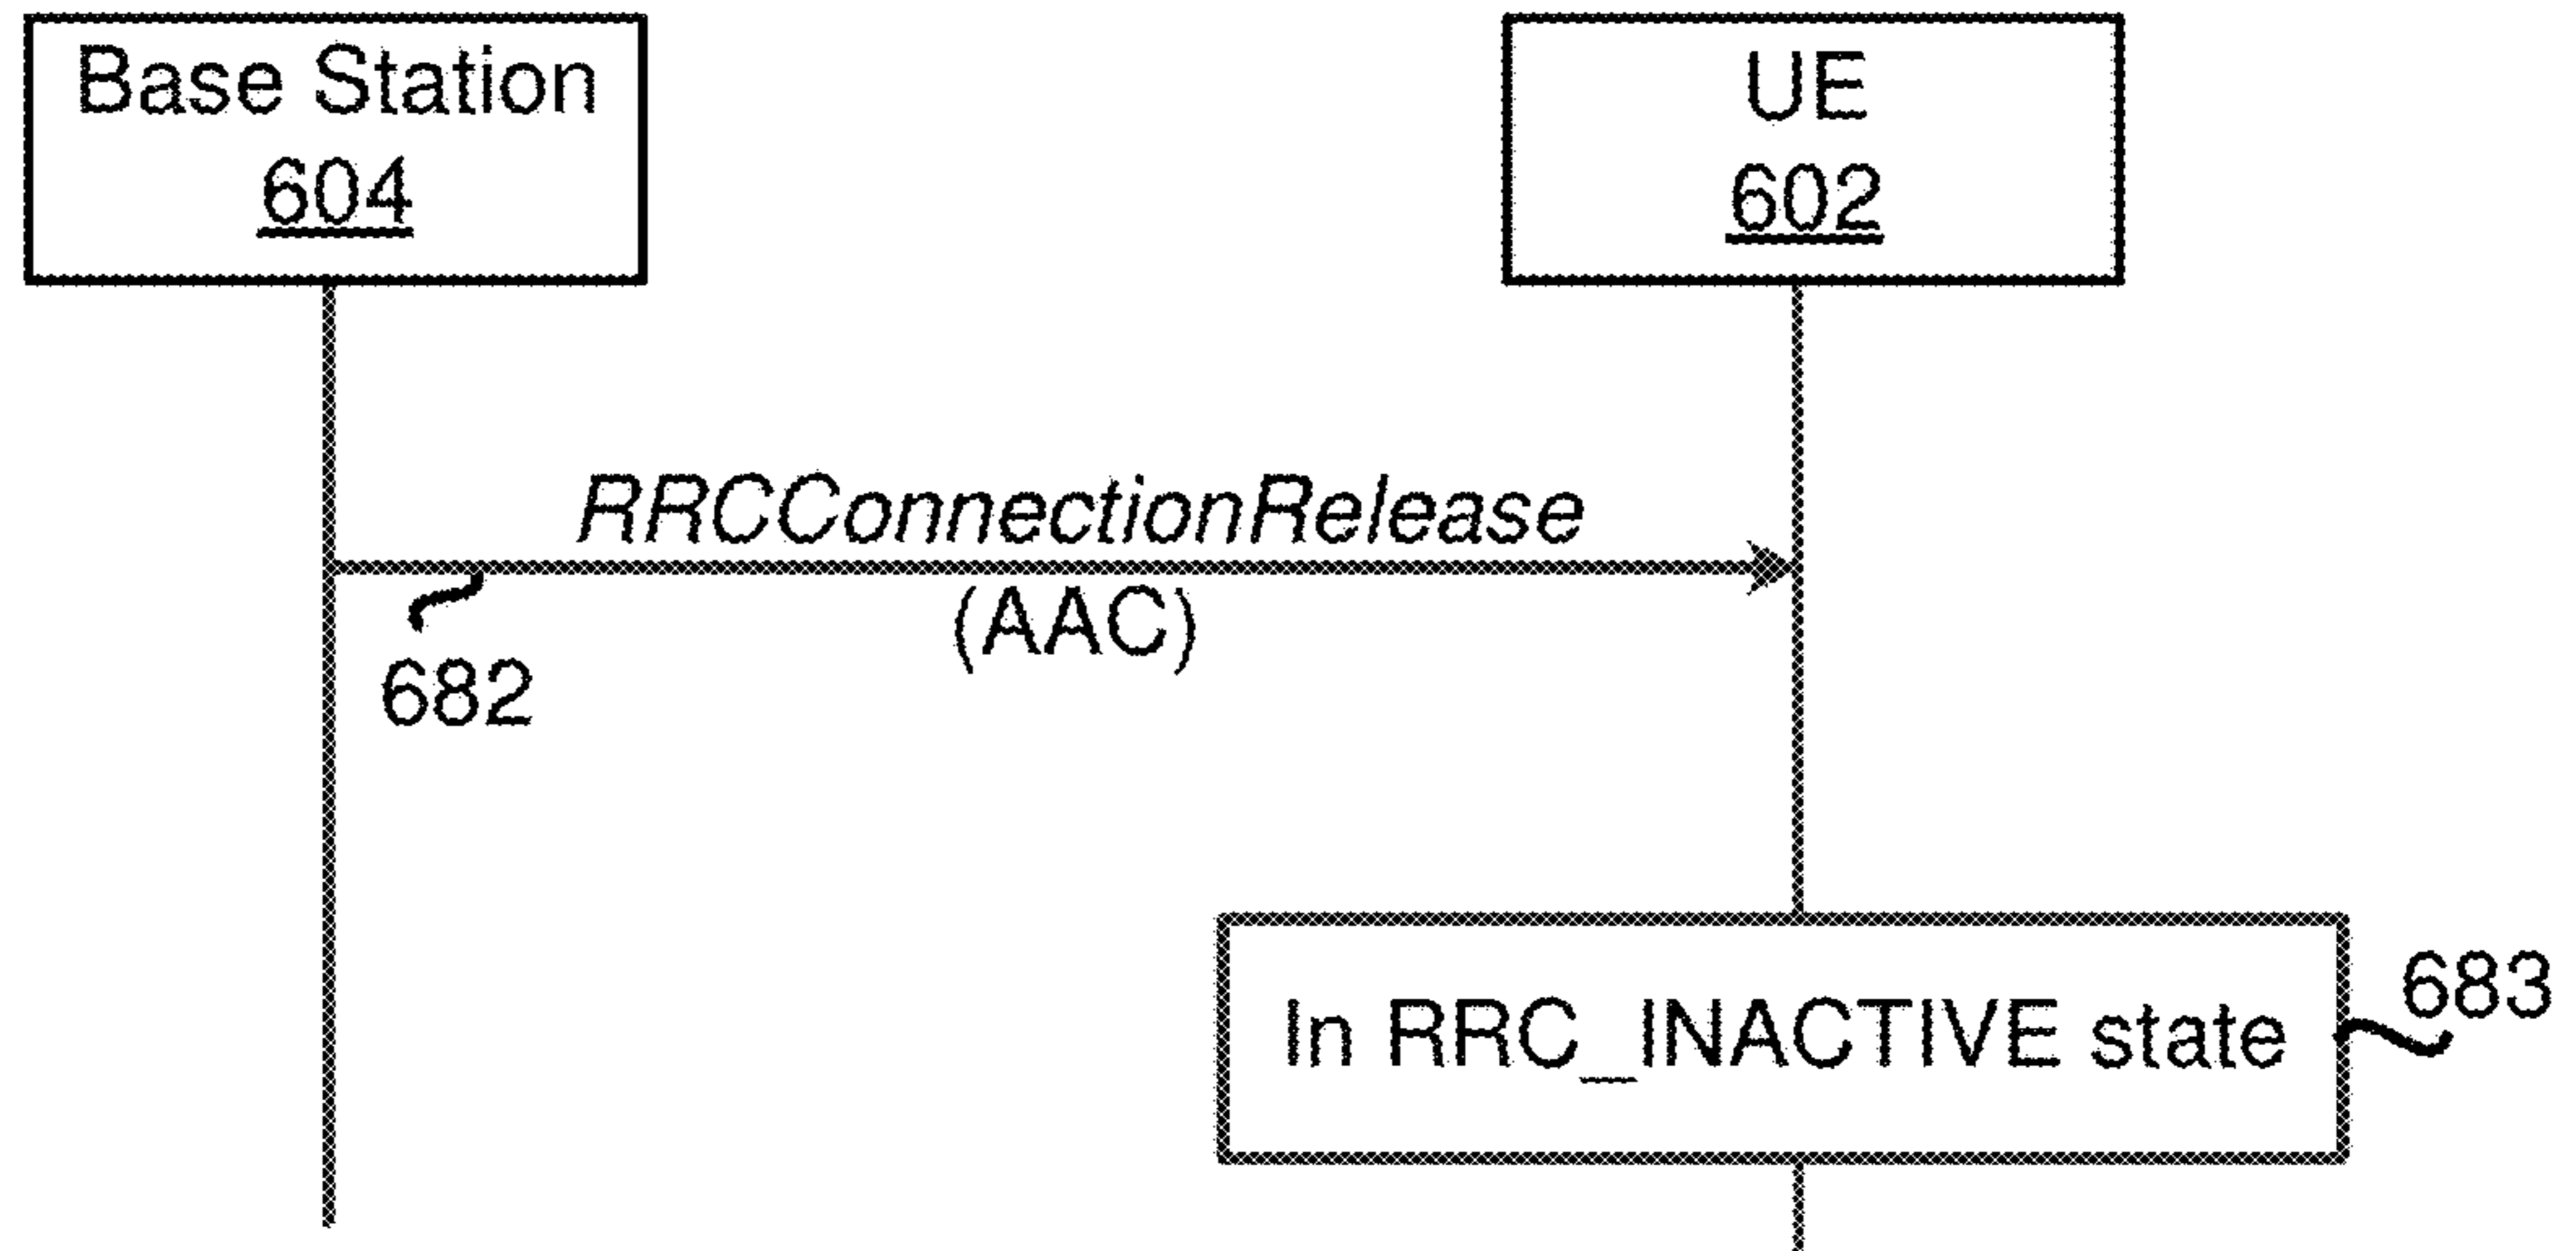 Base Station
604
UE
602
RRCConnectionRelease
(AAC)
682
In RRC_INACTIVE state
683